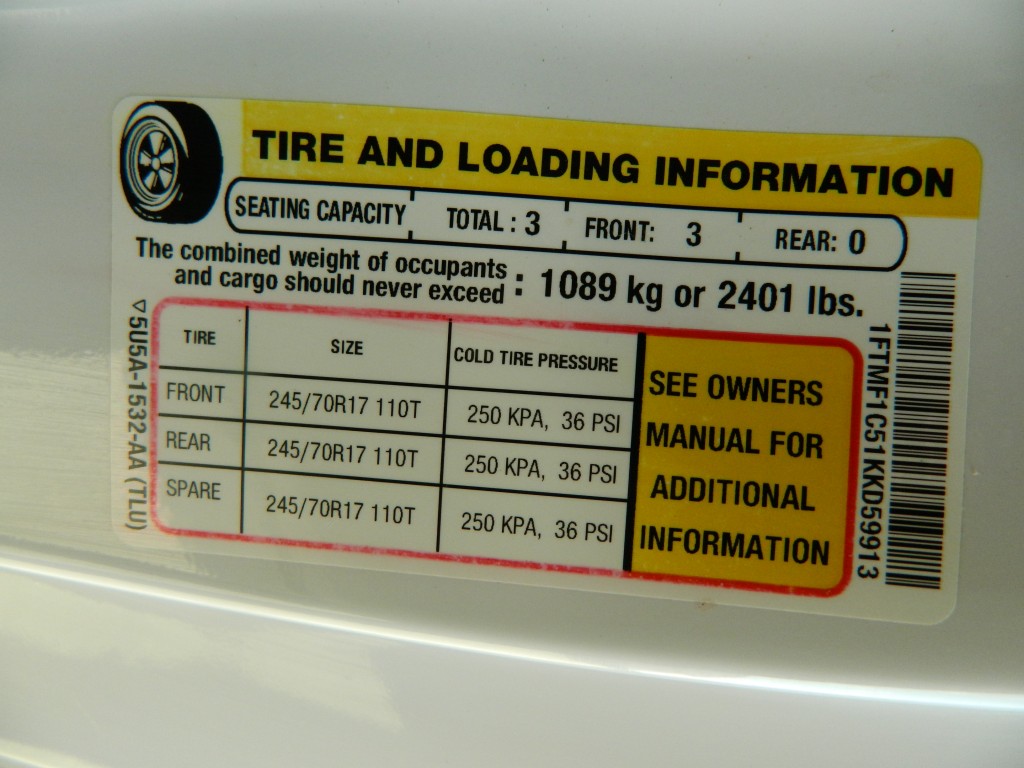 TIRE AND LOADING INFORMATION
SEATING CAPACITY TOTAL : 3 FRONT: 3 REAR: 0
The combined weight of occupants
and cargo should never exceed : 1089 kg or 2401 lbs.
TIRE SIZE COLD TIRE PRESSURE
FRONT 245/70R17 110T 250 KPA, 36 PSI
REAR 245/70R17 110T 250 KPA, 36 PSI
SPARE 245/70R17 110T 250 KPA, 36 PSI
SEE OWNERS
MANUAL FOR
ADDITIONAL
INFORMATION
5U5A-1532-AA (TLU)
1FTMF1C51KKD59913